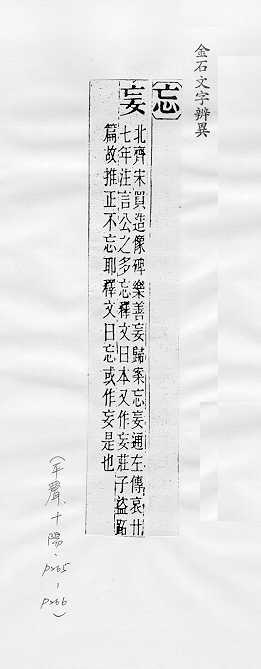 金石文字辨異
〔忘〕
妄
北齊宋買造像碑樂善妄歸案忘妄通左傳哀廿
七年注言公之多忘釋文曰本又作妄莊子盜跖
篇故推正不忘耶釋文曰忘或作妄是也
(平聲、十陽、
p265-
p266)